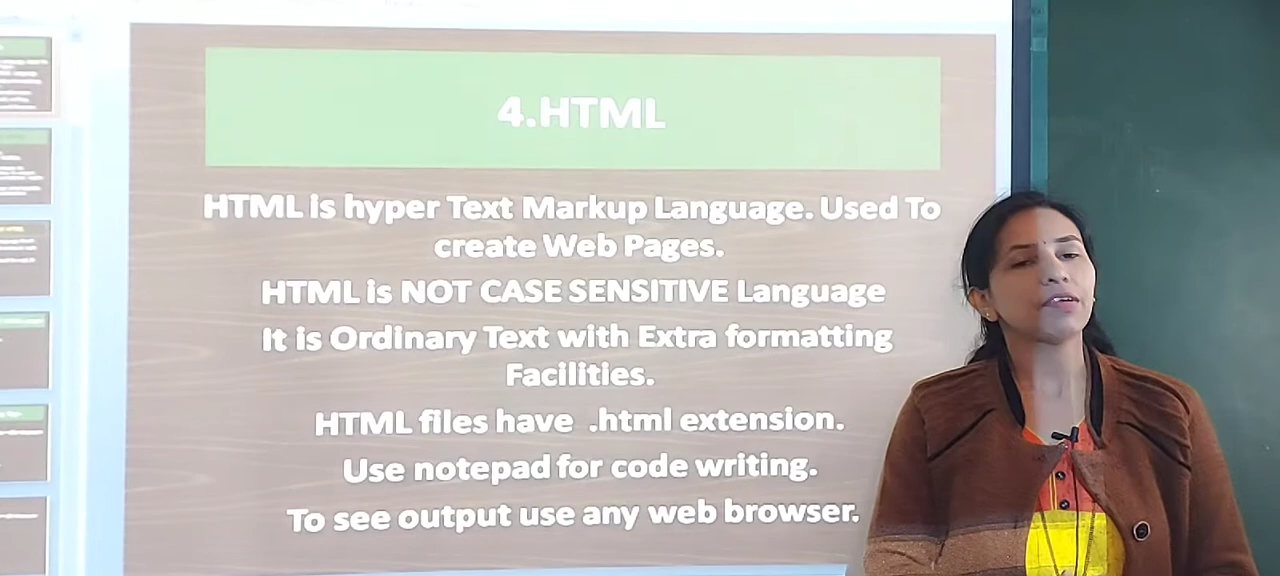 4.HTML
HTML is hyper Text Markup Language. Used To
create Web Pages.
HTML is NOT CASE SENSITIVE Language
It is Ordinary Text with Extra formatting
Facilities.
HTML files have .html extension.
Use notepad for code writing.
To see output use any web browser.